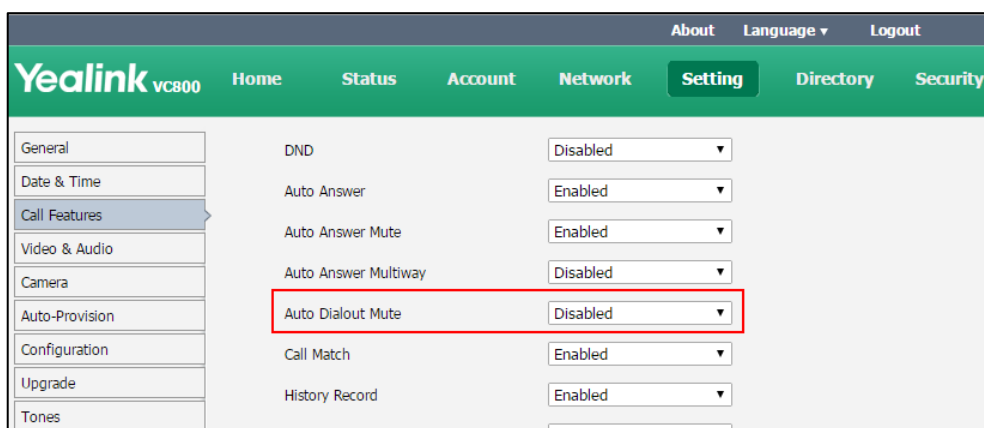 About Language ▾ Logout
Yealink VC800 Home Status Account Network Setting Directory Security
General
Date & Time
Call Features
Video & Audio
Camera
Auto-Provision
Configuration
Upgrade
Tones
DND Disabled
Auto Answer Enabled
Auto Answer Mute Enabled
Auto Answer Multiway Disabled
Auto Dialout Mute Disabled
Call Match Enabled
History Record Enabled